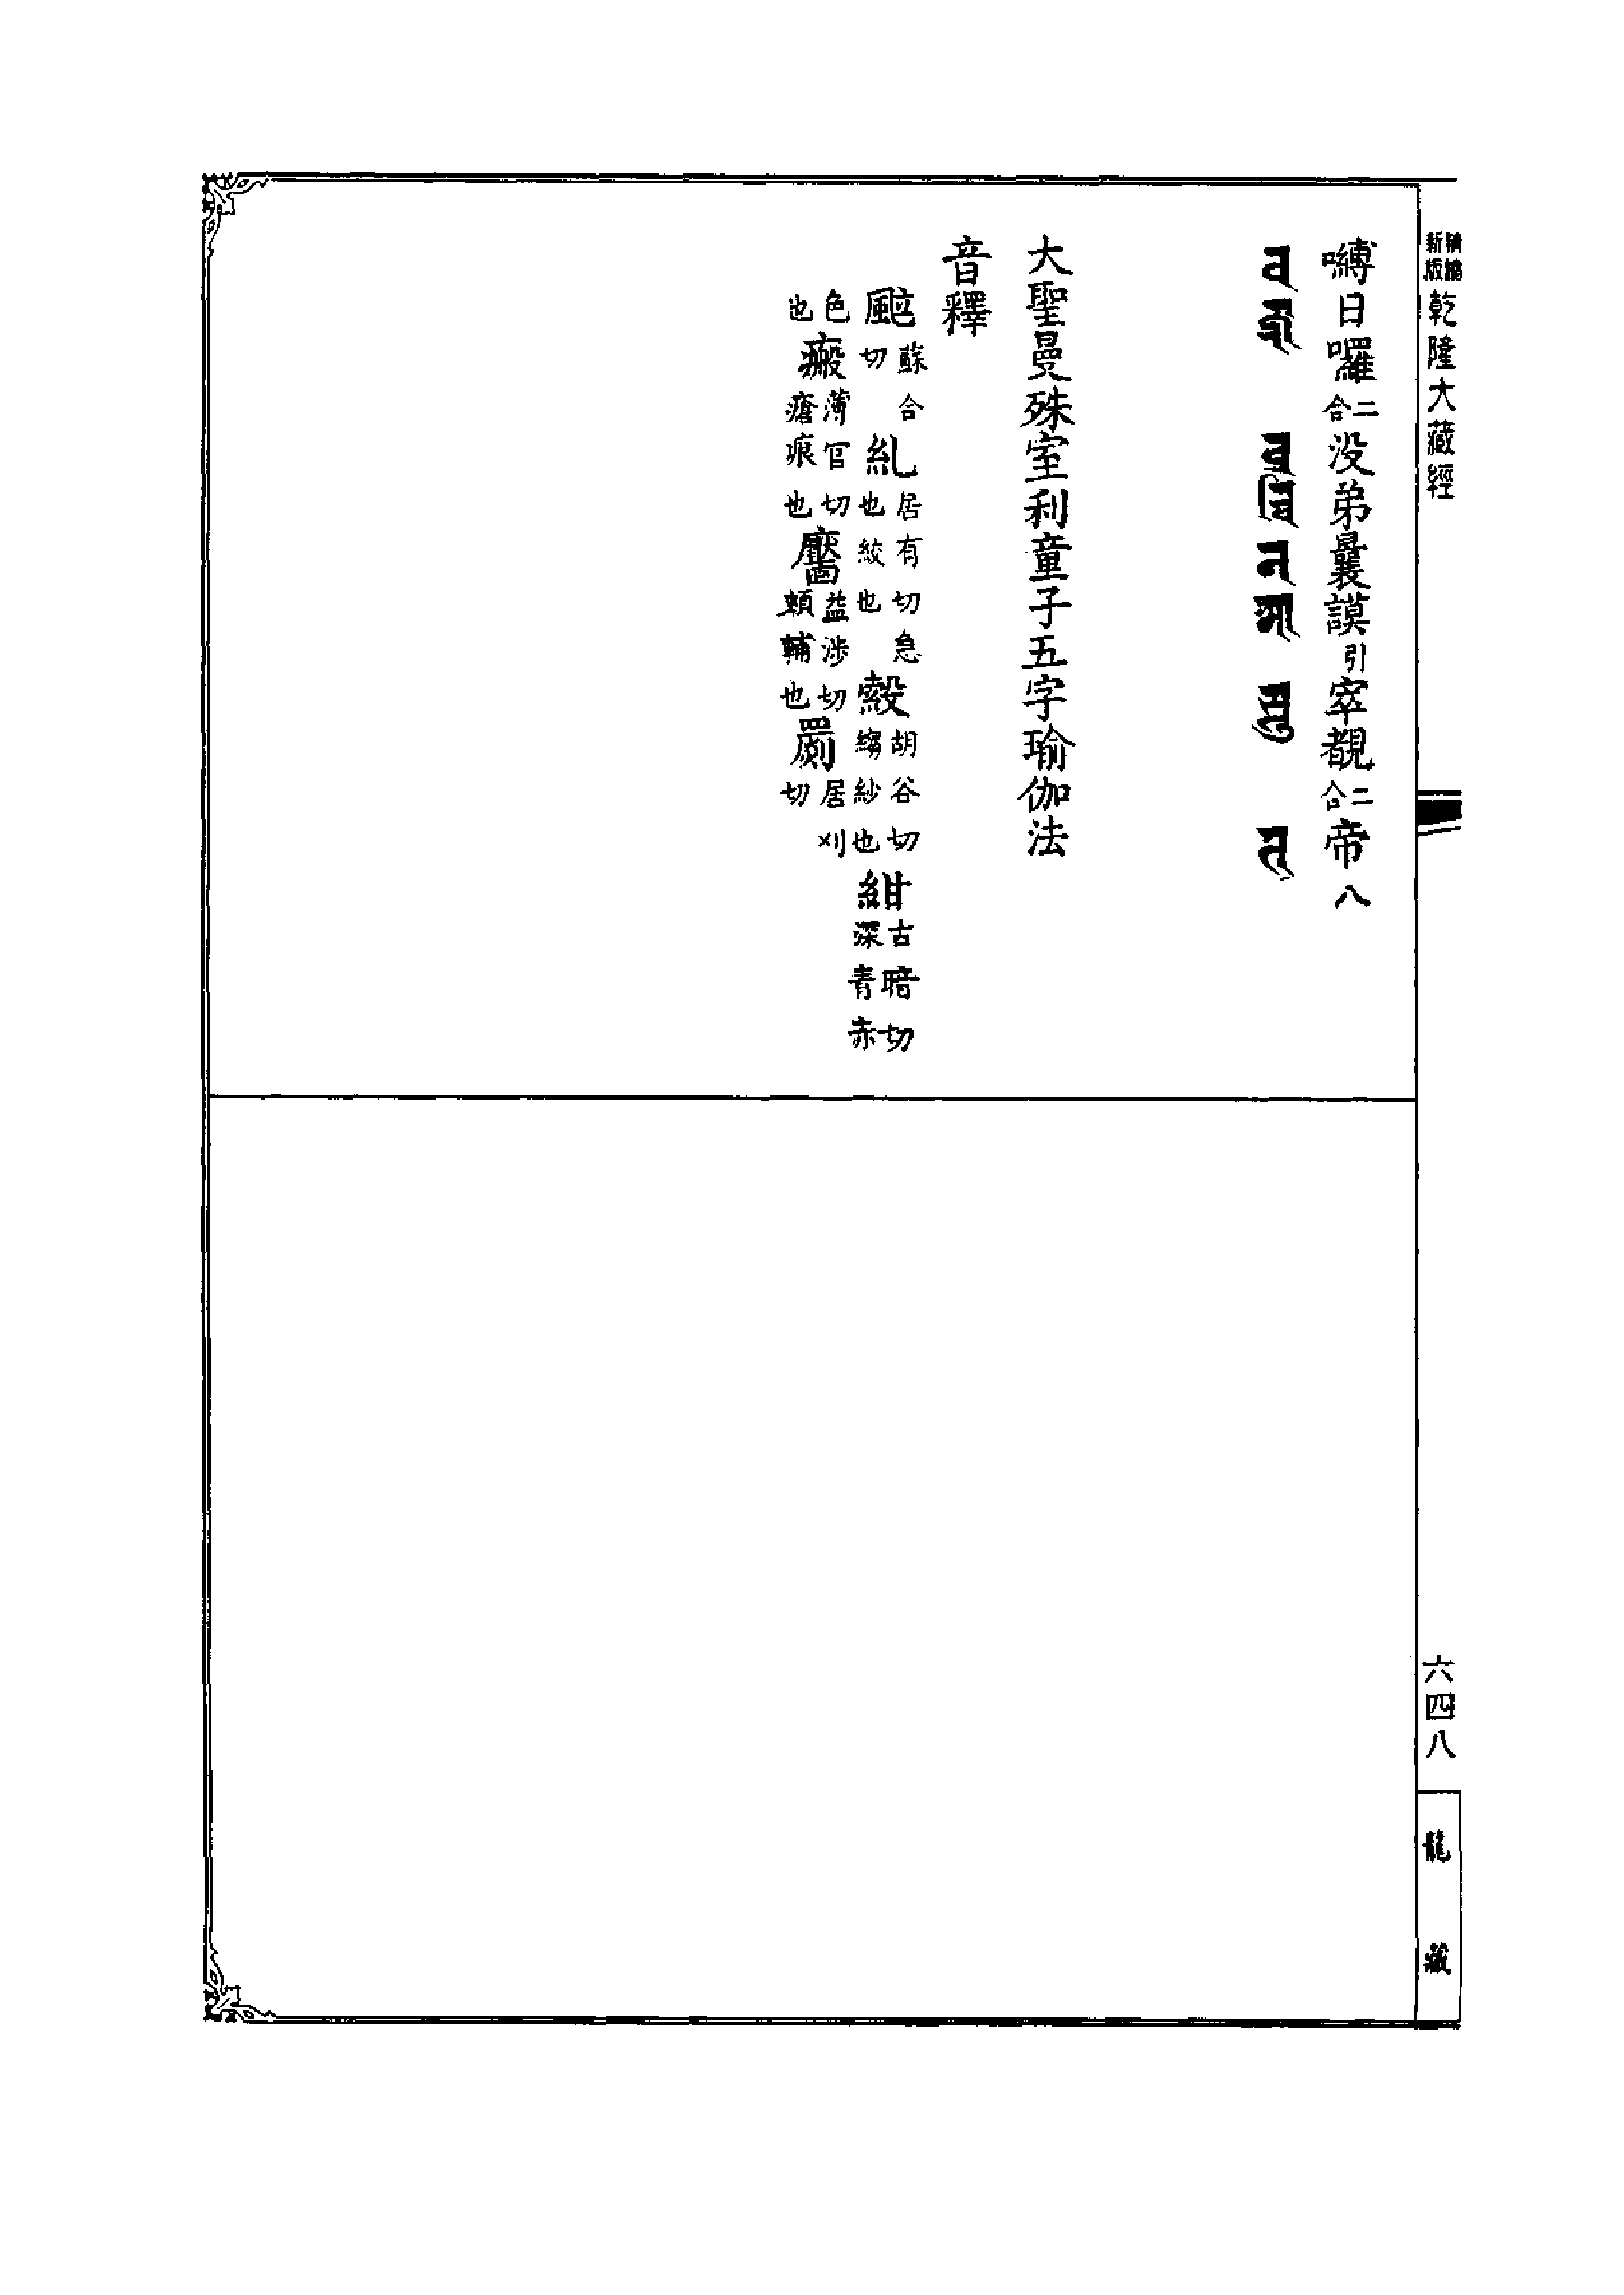 精縮新版 乾隆大藏經
嚩日囉二合没弟曩謨引窣覩二合帝八
大聖曼殊室利童子五字瑜伽法
音釋
颯蘇合切 糺居有切急也絞也 縠胡谷切縐紗也 紺古暗切深青赤
色也 瘢薄官切瘡痕也 靨益涉切頰輔也 罽居刈切
六四八
龍藏